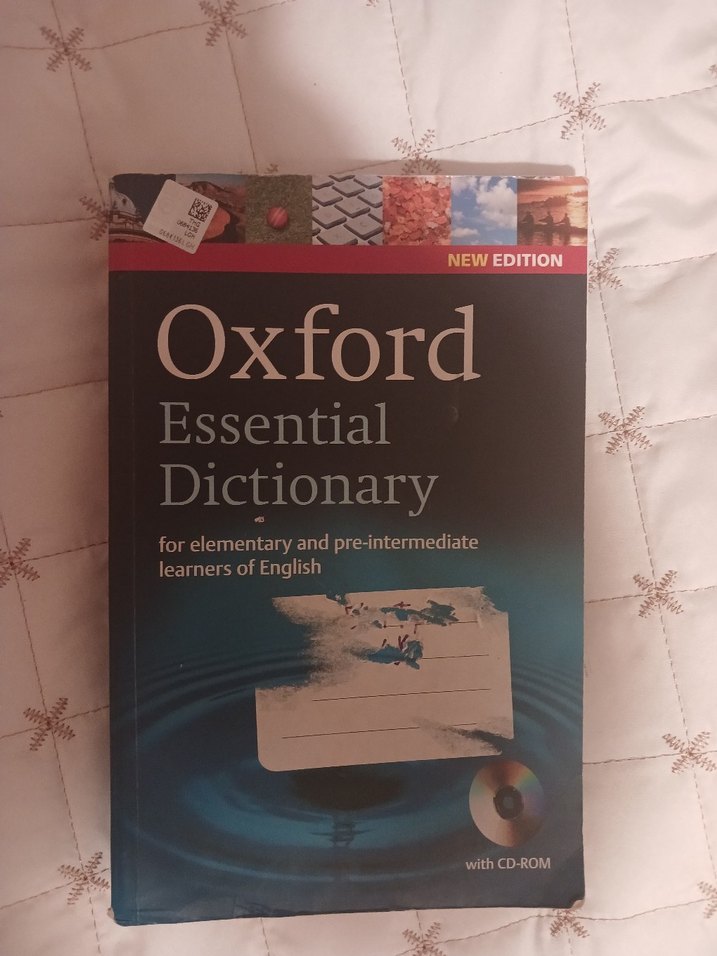 NEW EDITION
Oxford
Essential
Dictionary
for elementary and pre-intermediate
learners of English
with CD-ROM